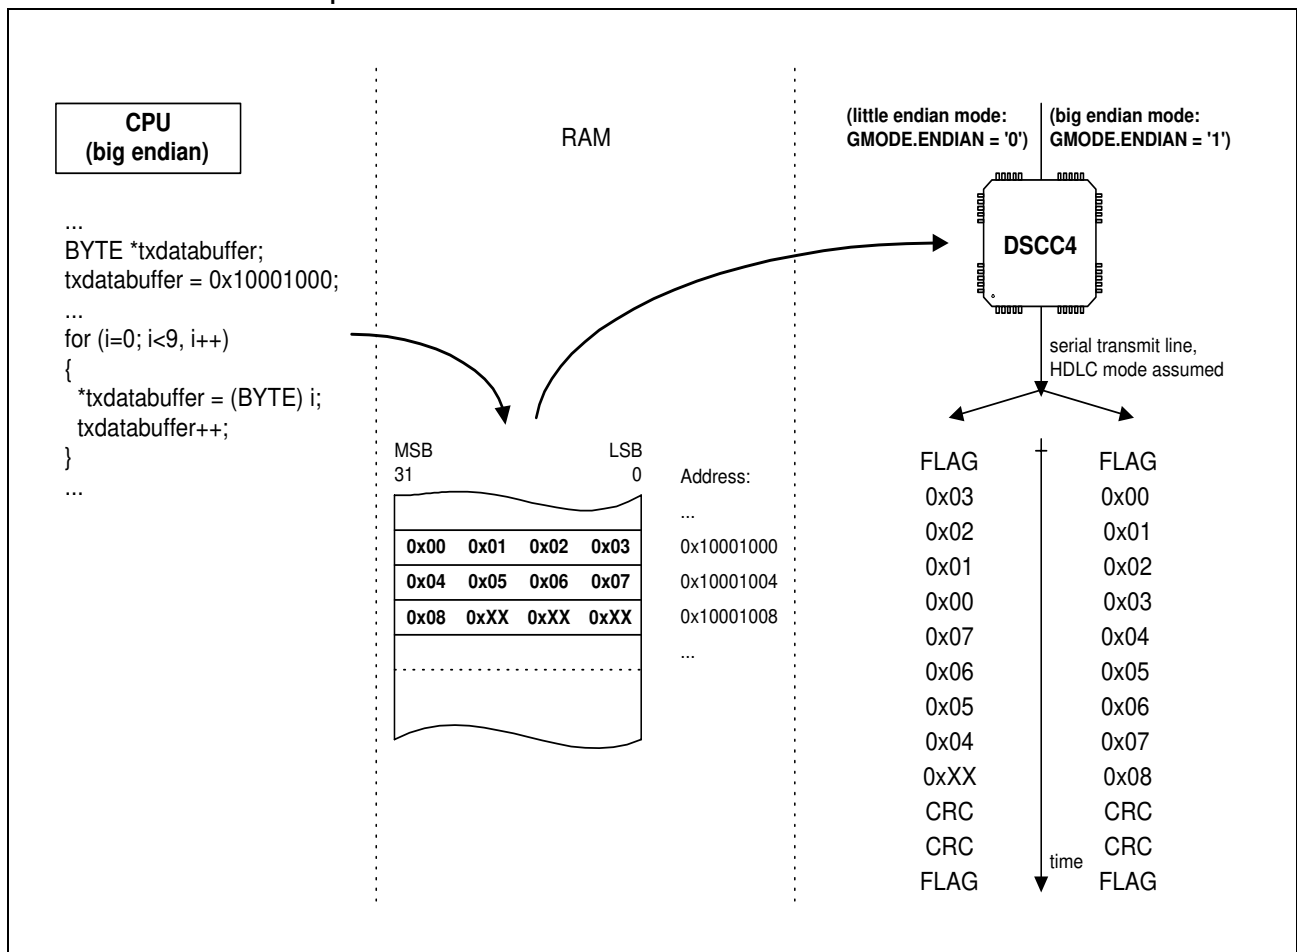 CPU
(big endian)
...
BYTE *txdatabuffer;
txdatabuffer = 0x10001000;
...
for (i=0; i<9, i++)
{
*txdatabuffer = (BYTE) i;
txdatabuffer++;
}
...
RAM
MSB LSB
31 0 Address:
...
0x00 0x01 0x02 0x03 0x10001000
0x04 0x05 0x06 0x07 0x10001004
0x08 0xXX 0xXX 0xXX 0x10001008
...
(little endian mode: (big endian mode:
GMODE.ENDIAN = '0') GMODE.ENDIAN = '1')
DSCC4
serial transmit line,
HDLC mode assumed
FLAG FLAG
0x03 0x00
0x02 0x01
0x01 0x02
0x00 0x03
0x07 0x04
0x06 0x05
0x05 0x06
0x04 0x07
0xXX 0x08
CRC CRC
CRC CRC
time
FLAG FLAG